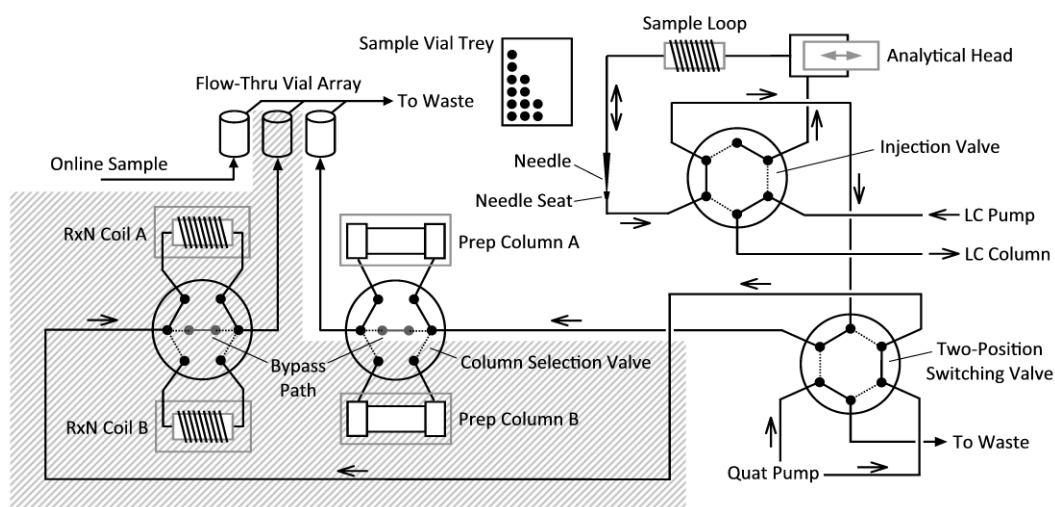 Sample Loop
Sample Vial Trey
Analytical Head
Flow-Thru Vial Array
To Waste
Online Sample
Needle
Injection Valve
Needle Seat
RxN Coil A
Prep Column A
LC Pump
LC Column
Bypass
Path
Column Selection Valve
Two-Position
Switching Valve
RxN Coil B
Prep Column B
To Waste
Quat Pump